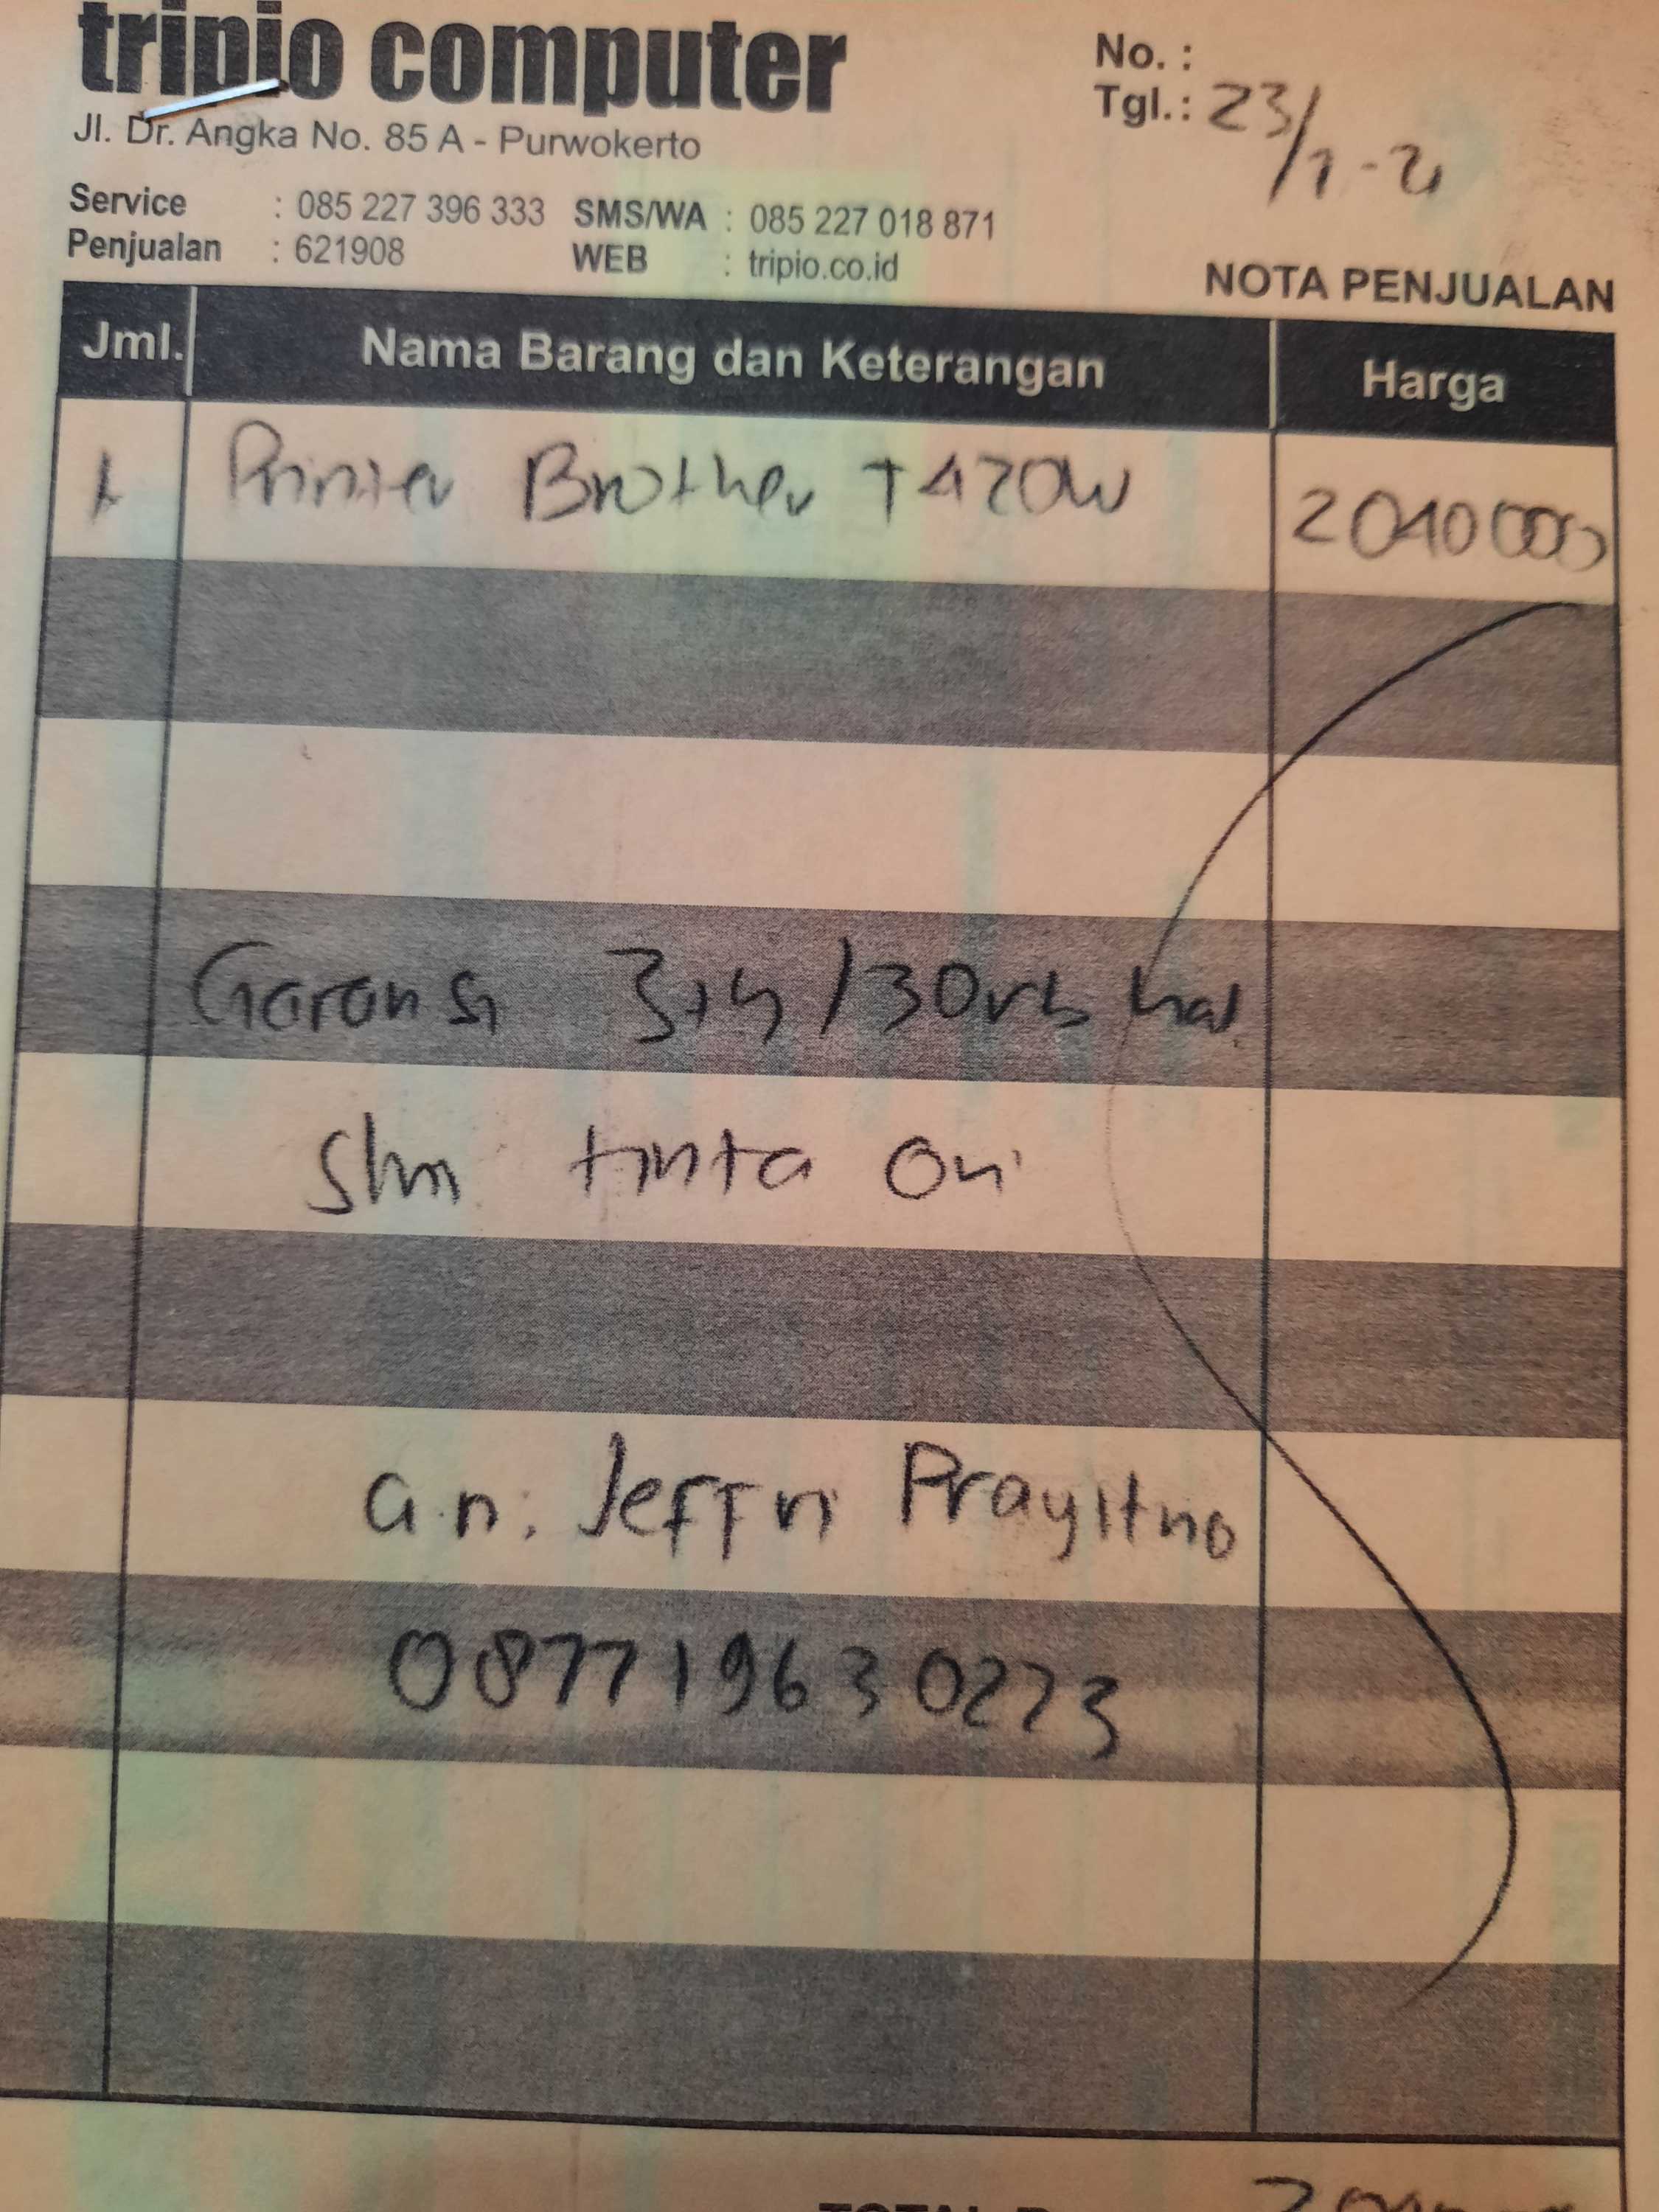 tripio computer
Jl. Dr. Angka No. 85 A - Purwokerto
No. :
Tgl. : 23/1-21
Service : 085 227 396 333 SMS/WA : 085 227 018 871
Penjualan : 621908 WEB : tripio.co.id
NOTA PENJUALAN
Jml. Nama Barang dan Keterangan Harga
1 Printer Brother T420W 2040000
Garansi 3th/30rb hal
Slm tinta Ori
a.n. Jeffri Prayitno
087719630273